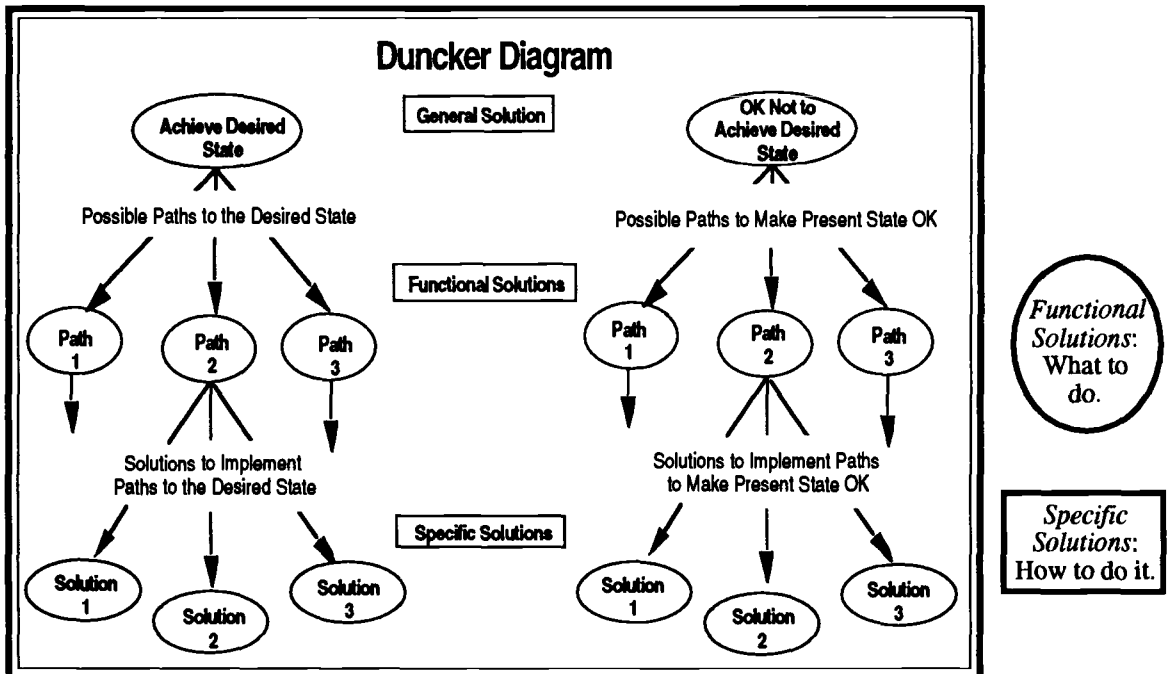 Duncker Diagram
General Solution
Achieve Desired
State
OK Not to
Achieve Desired
State
Possible Paths to the Desired State
Possible Paths to Make Present State OK
Functional Solutions
Path
1
Path
2
Path
3
Path
1
Path
2
Path
3
Solutions to Implement
Paths to the Desired State
Solutions to Implement Paths
to Make Present State OK
Specific Solutions
Solution
1
Solution
2
Solution
3
Solution
1
Solution
2
Solution
3
Functional
Solutions:
What to
do.
Specific
Solutions:
How to do it.